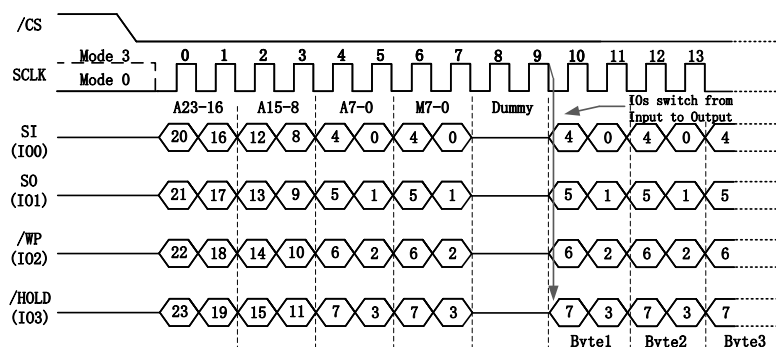 /CS
Mode 3 0 1 2 3 4 5 6 7 8 9 10 11 12 13
SCLK
Mode 0
A23-16 A15-8 A7-0 M7-0 Dummy
IOs switch from
Input to Output
SI
(IO0)
20 16 12 8 4 0 4 0 4 0 4 0 4
SO
(IO1)
21 17 13 9 5 1 5 1 5 1 5 1 5
/WP
(IO2)
22 18 14 10 6 2 6 2 6 2 6 2 6
/HOLD
(IO3)
23 19 15 11 7 3 7 3 7 3 7 3 7
Byte1 Byte2 Byte3